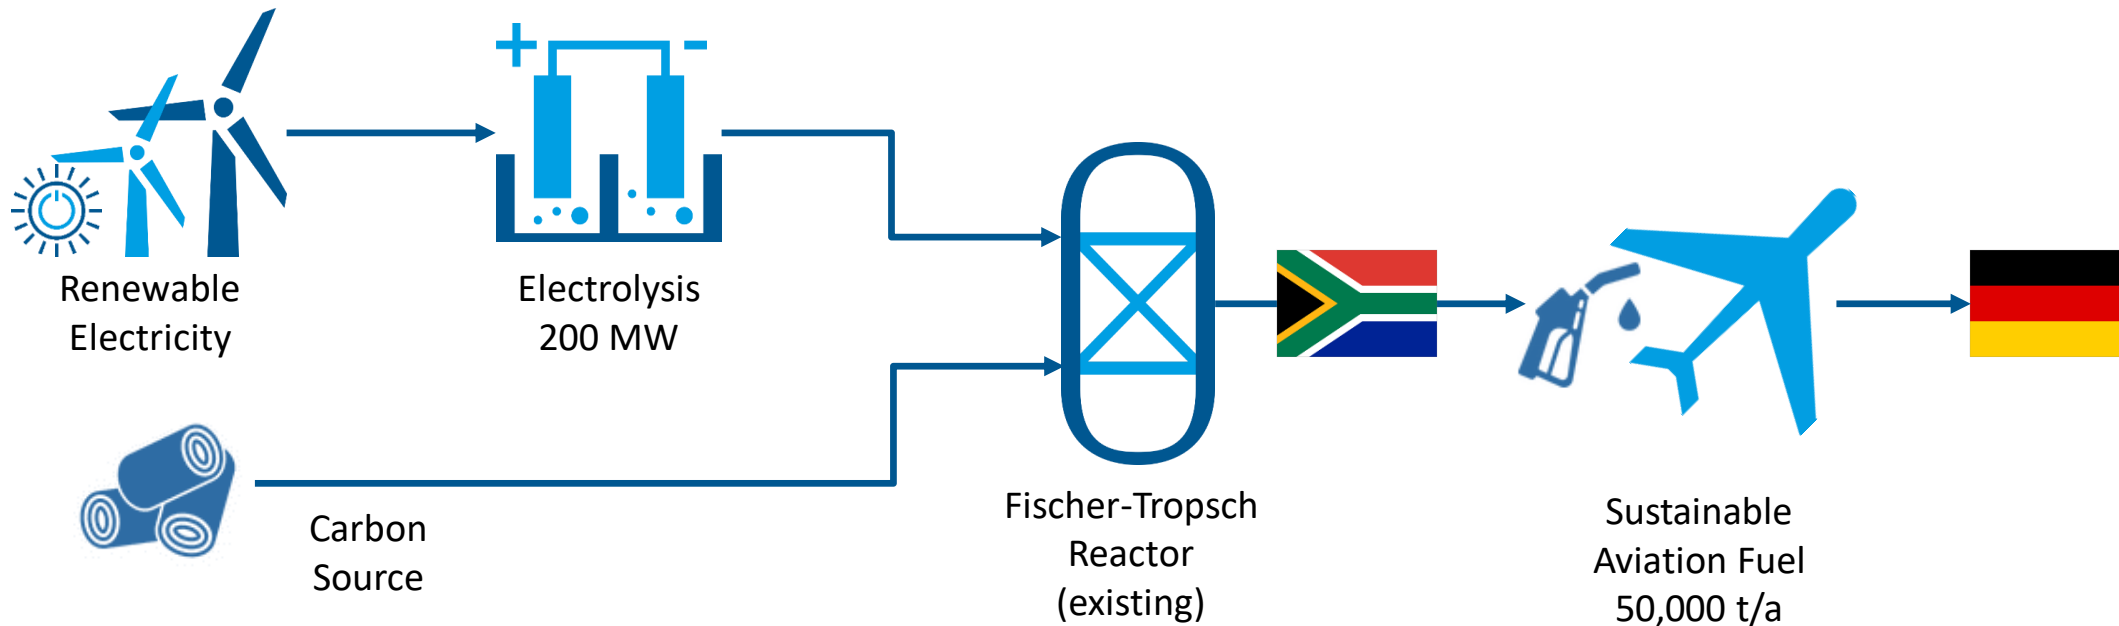 Renewable
Electricity
Electrolysis
200 MW
Carbon
Source
Fischer-Tropsch
Reactor
(existing)
Sustainable
Aviation Fuel
50,000 t/a